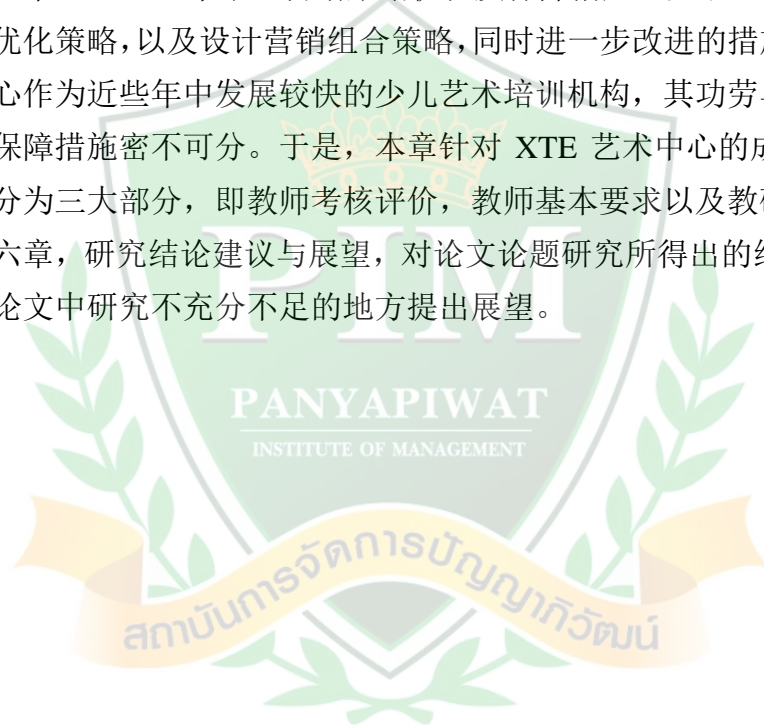 优化策略,以及设计营销组合策略,同时进一步改进的措施
心作为近些年中发展较快的少儿艺术培训机构，其功劳
保障措施密不可分。于是，本章针对 XTE 艺术中心的成
分为三大部分，即教师考核评价，教师基本要求以及教研
六章，研究结论建议与展望，对论文论题研究所得出的结
论文中研究不充分不足的地方提出展望。
PIM
PANYAPIWAT
INSTITUTE OF MANAGEMENT
สถาบันการจัดการปัญญาภิวัฒน์